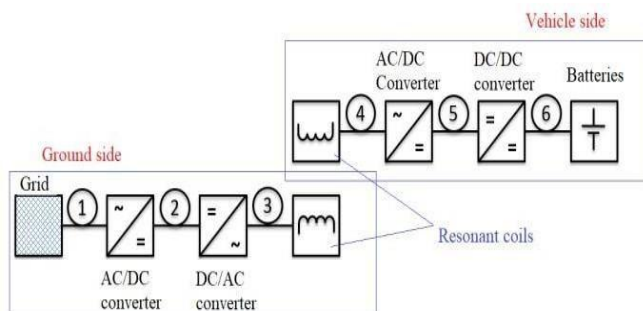 Vehicle side
AC/DC
Converter
DC/DC
converter
Batteries
4
5
6
~
=
=
=
Ground side
Grid
1
2
3
~
=
=
~
AC/DC
converter
DC/AC
converter
Resonant coils